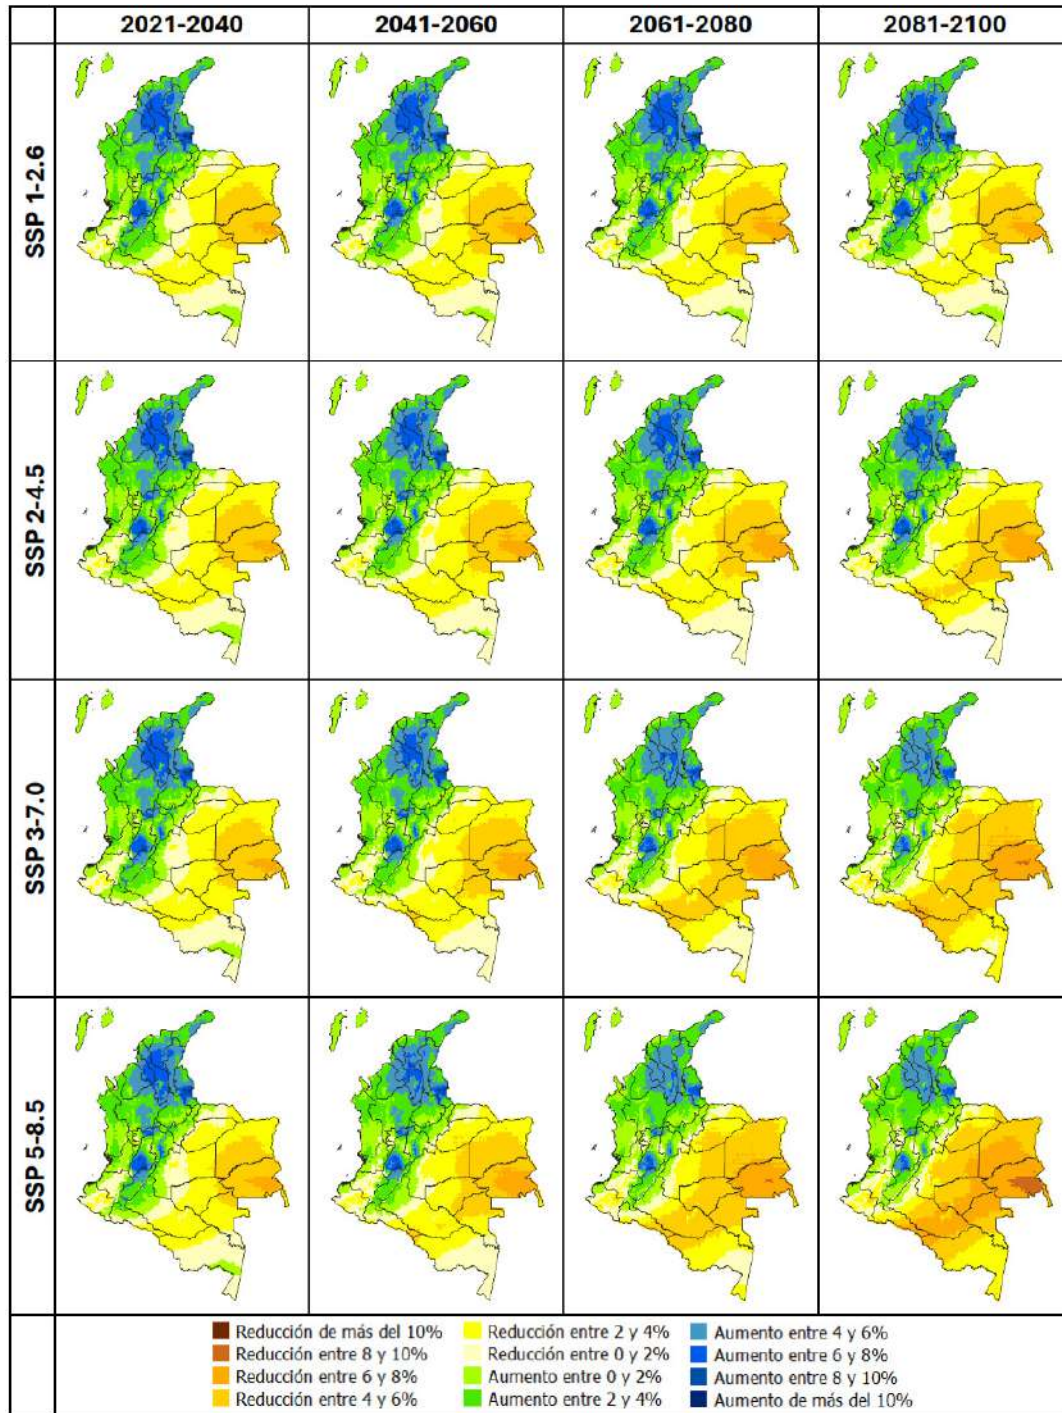 2021-2040 2041-2060 2061-2080 2081-2100
SSP 1-2.6
SSP 2-4.5
SSP 3-7.0
SSP 5-8.5
Reducción de más del 10% Reducción entre 2 y 4% Aumento entre 4 y 6%
Reducción entre 8 y 10% Reducción entre 0 y 2% Aumento entre 6 y 8%
Reducción entre 6 y 8% Aumento entre 0 y 2% Aumento entre 8 y 10%
Reducción entre 4 y 6% Aumento entre 2 y 4% Aumento de más del 10%